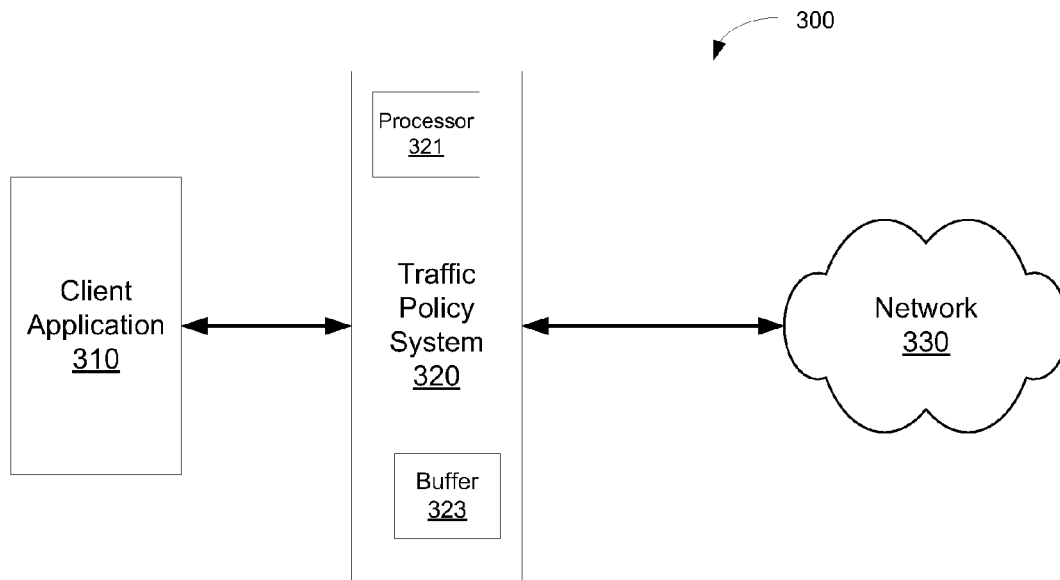 300
Processor
321
Client
Application
310
Traffic
Policy
System
320
Network
330
Buffer
323